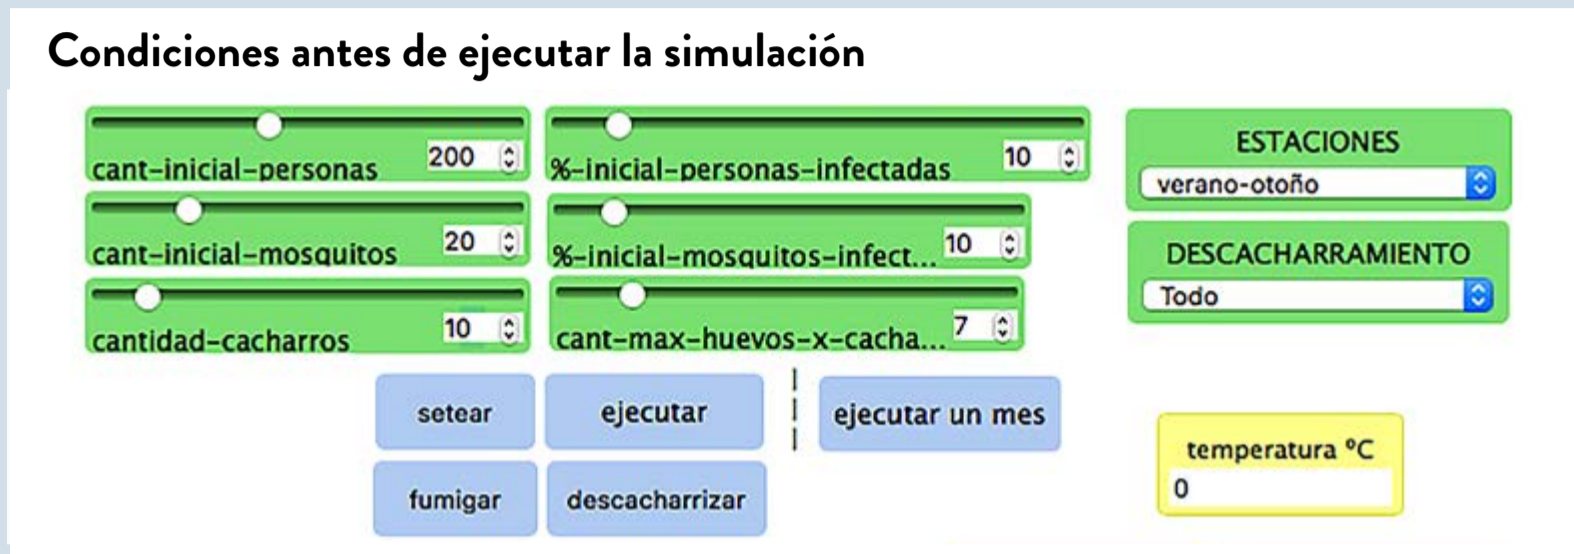 Condiciones antes de ejecutar la simulación
cant-inicial-personas 200
%-inicial-personas-infectadas 10
ESTACIONES
verano-otoño
cant-inicial-mosquitos 20
%-inicial-mosquitos-infect... 10
DESCACHARRAMIENTO
Todo
cantidad-cacharros 10
cant-max-huevos-x-cacha... 7
setear
ejecutar
ejecutar un mes
fumigar
descacharrizar
temperatura ºC
0